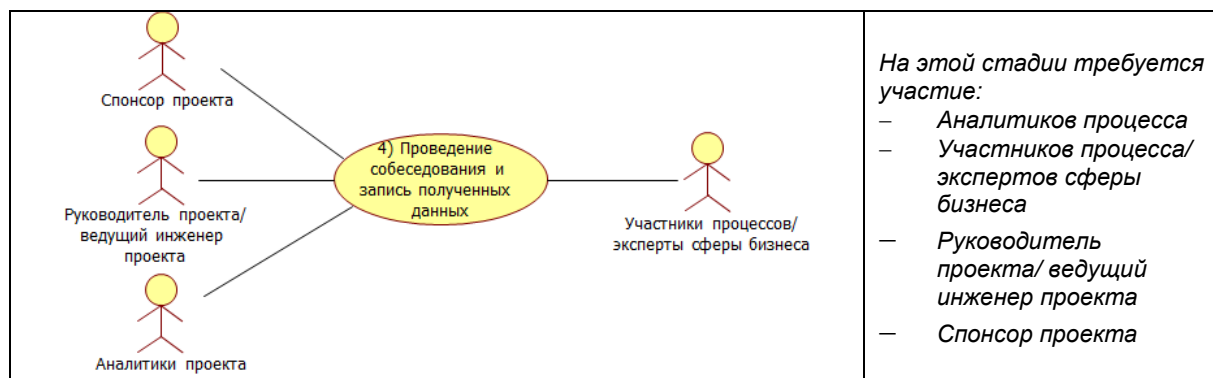 Спонсор проекта
Руководитель проекта/
ведущий инженер
проекта
Аналитики проекта
4) Проведение
собеседования и
запись полученных
данных
Участники процессов/
эксперты сферы бизнеса
На этой стадии требуется
участие:
– Аналитиков процесса
– Участников процесса/
экспертов сферы
бизнеса
— Руководитель
проекта/ ведущий
инженер проекта
— Спонсор проекта